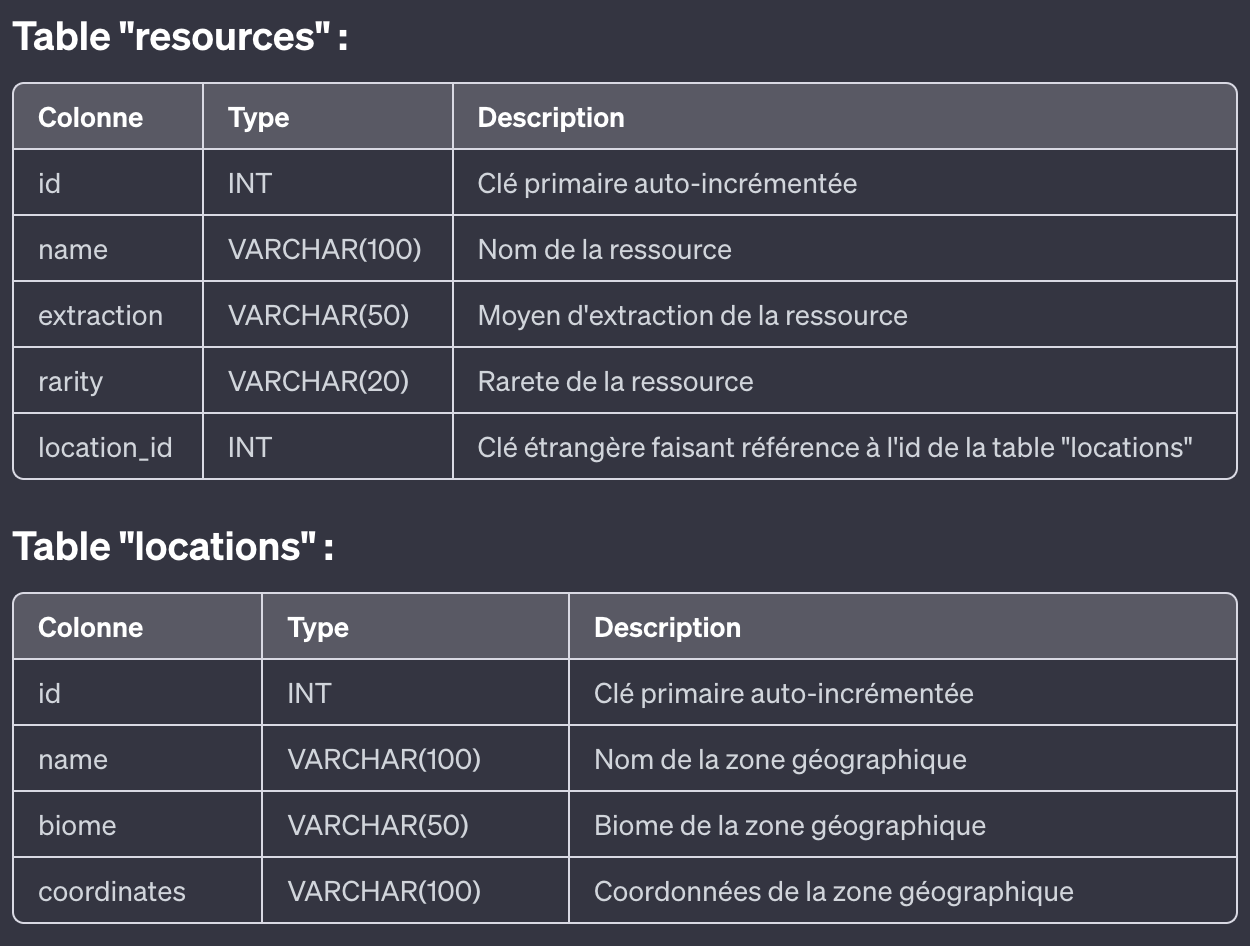 Table "resources" :
Colonne Type Description
id INT Clé primaire auto-incrémentée
name VARCHAR(100) Nom de la ressource
extraction VARCHAR(50) Moyen d'extraction de la ressource
rarity VARCHAR(20) Rarete de la ressource
location_id INT Clé étrangère faisant référence à l'id de la table "locations"
Table "locations" :
Colonne Type Description
id INT Clé primaire auto-incrémentée
name VARCHAR(100) Nom de la zone géographique
biome VARCHAR(50) Biome de la zone géographique
coordinates VARCHAR(100) Coordonnées de la zone géographique